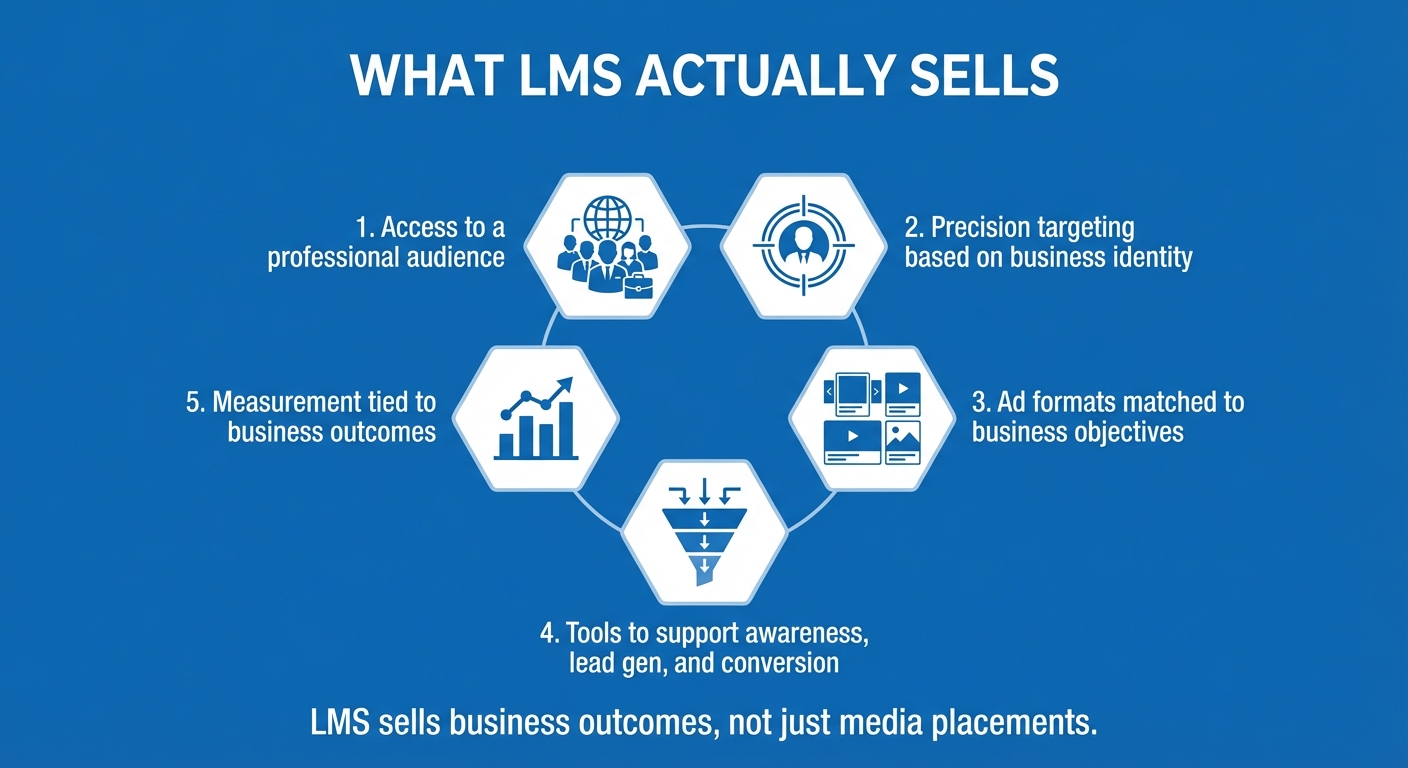 WHAT LMS ACTUALLY SELLS
1. Access to a
professional audience
2. Precision targeting
based on business identity
3. Ad formats matched to
business objectives
4. Tools to support awareness,
lead gen, and conversion
5. Measurement tied to
business outcomes
LMS sells business outcomes, not just media placements.